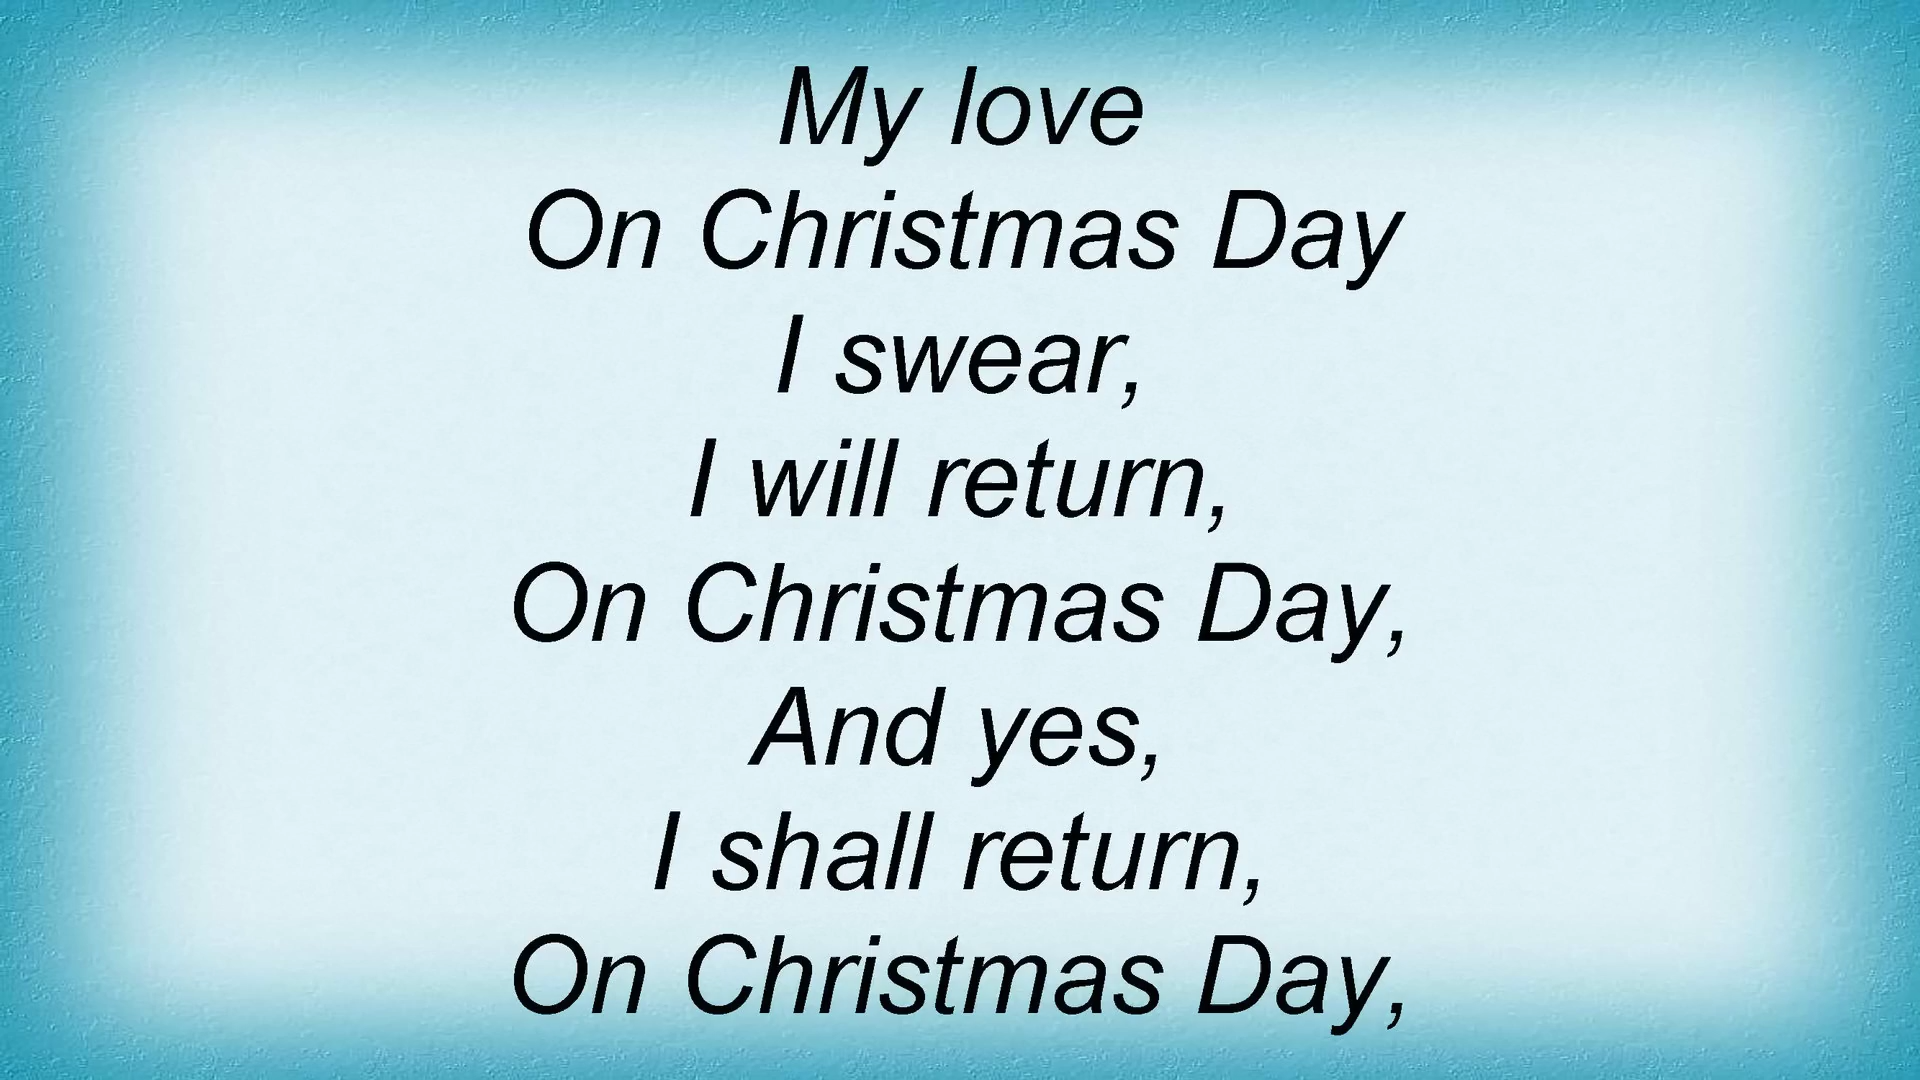 My love
On Christmas Day
I swear,
I will return,
On Christmas Day,
And yes,
I shall return,
On Christmas Day,